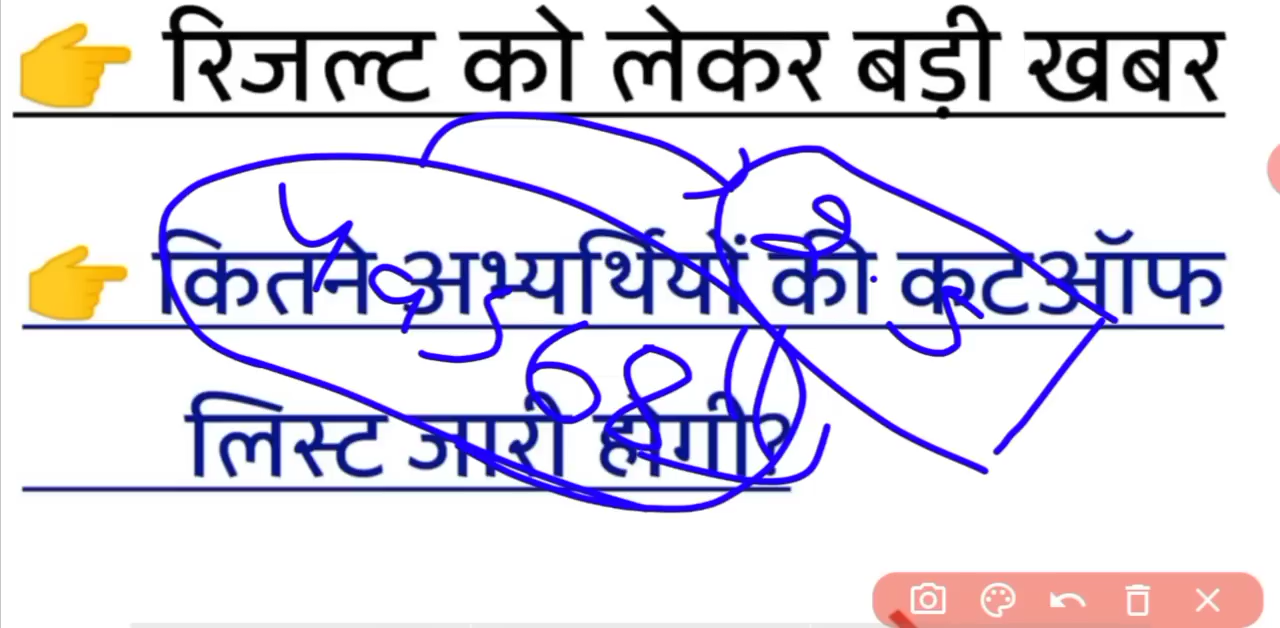 👉 रिजल्ट को लेकर बड़ी खबर
👉 कितने अभ्यर्थियों की कटऑफ
लिस्ट जारी होगी?